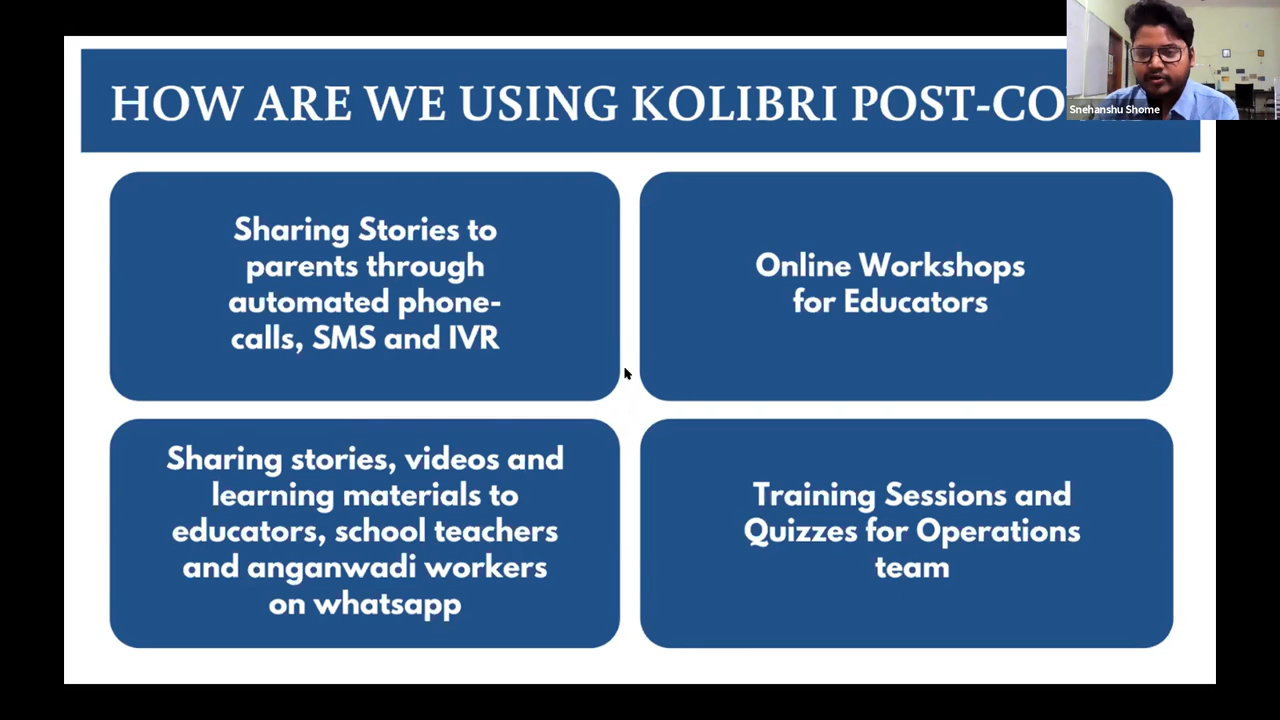 HOW ARE WE USING KOLIBRI POST-CO
Snehanshu Shome
Sharing Stories to
parents through
automated phone-
calls, SMS and IVR
Online Workshops
for Educators
Sharing stories, videos and
learning materials to
educators, school teachers
and anganwadi workers
on whatsapp
Training Sessions and
Quizzes for Operations
team